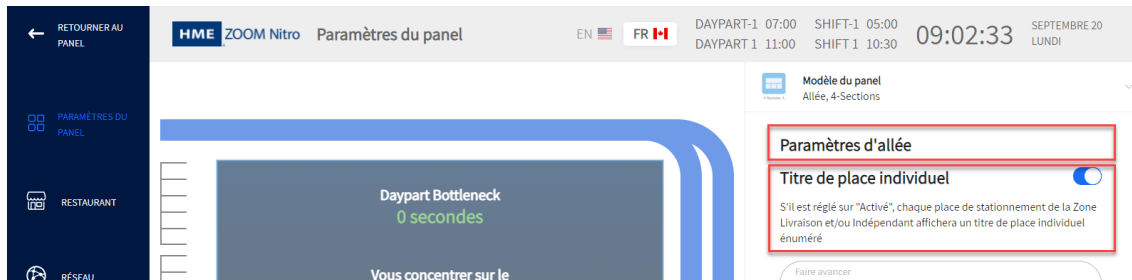 RETOURNER AU
PANEL
HME ZOOM Nitro Paramètres du panel
EN FR
DAYPART-1 07:00 SHIFT-1 05:00
DAYPART 1 11:00 SHIFT 1 10:30
09:02:33
SEPTEMBRE 20
LUNDI
PARAMÈTRES DU
PANEL
RESTAURANT
RÉSEAU
Daypart Bottleneck
0 secondes
Vous concentrer sur le
Modèle du panel
Allée, 4-Sections
Paramètres d'allée
Titre de place individuel
S'il est réglé sur "Activé", chaque place de stationnement de la Zone
Livraison et/ou Indépendant affichera un titre de place individuel
énuméré
Faire avancer